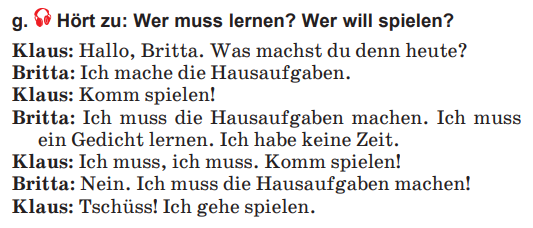 g. Hört zu: Wer muss lernen? Wer will spielen?
Klaus: Hallo, Britta. Was machst du denn heute?
Britta: Ich mache die Hausaufgaben.
Klaus: Komm spielen!
Britta: Ich muss die Hausaufgaben machen. Ich muss
ein Gedicht lernen. Ich habe keine Zeit.
Klaus: Ich muss, ich muss. Komm spielen!
Britta: Nein. Ich muss die Hausaufgaben machen!
Klaus: Tschüss! Ich gehe spielen.